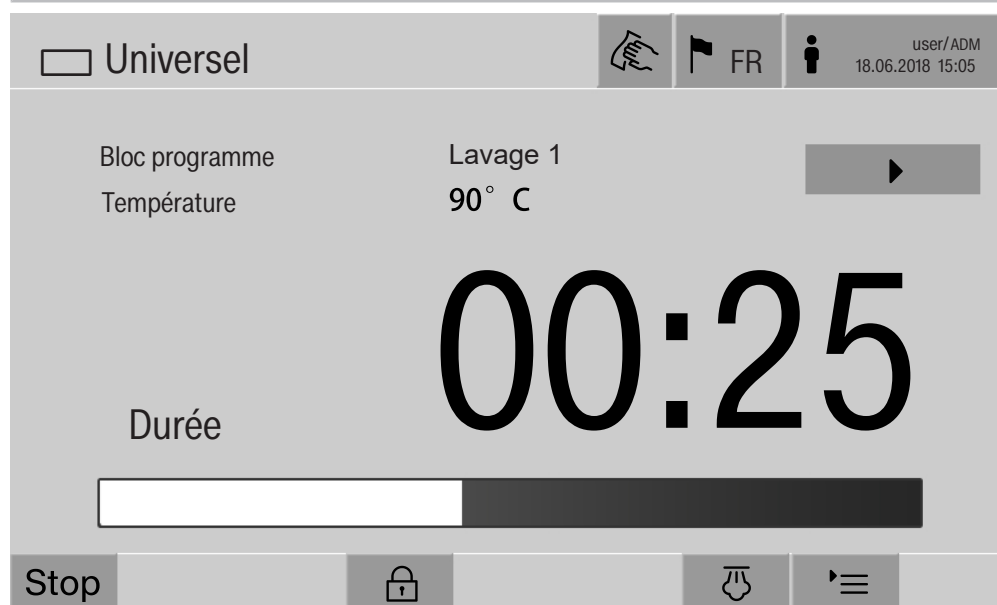 Universel
FR
user/ADM
18.06.2018 15:05
Bloc programme Lavage 1
Température 90° C
00:25
Durée
Stop